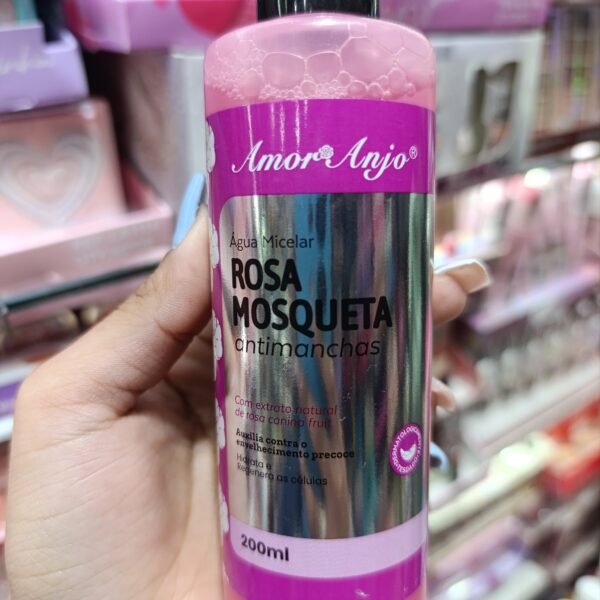 Amor Anjo®
Água Micelar
ROSA
MOSQUETA
antimanchas
Com extrato natural
de rosa canina fruit
Auxilia contra o
envelhecimento precoce
Hidrata e
Regenera as células
200ml